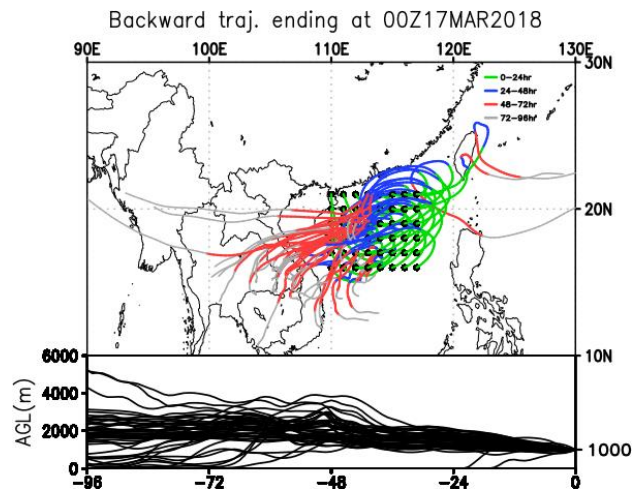 Backward traj. ending at 00Z17MAR2018
90E 100E 110E 120E 130E
30N
0-24hr
24-48hr
48-72hr
72-96hr
20N
10N
6000
4000
2000
0
AGL(m)
1000
-96 -72 -48 -24 0